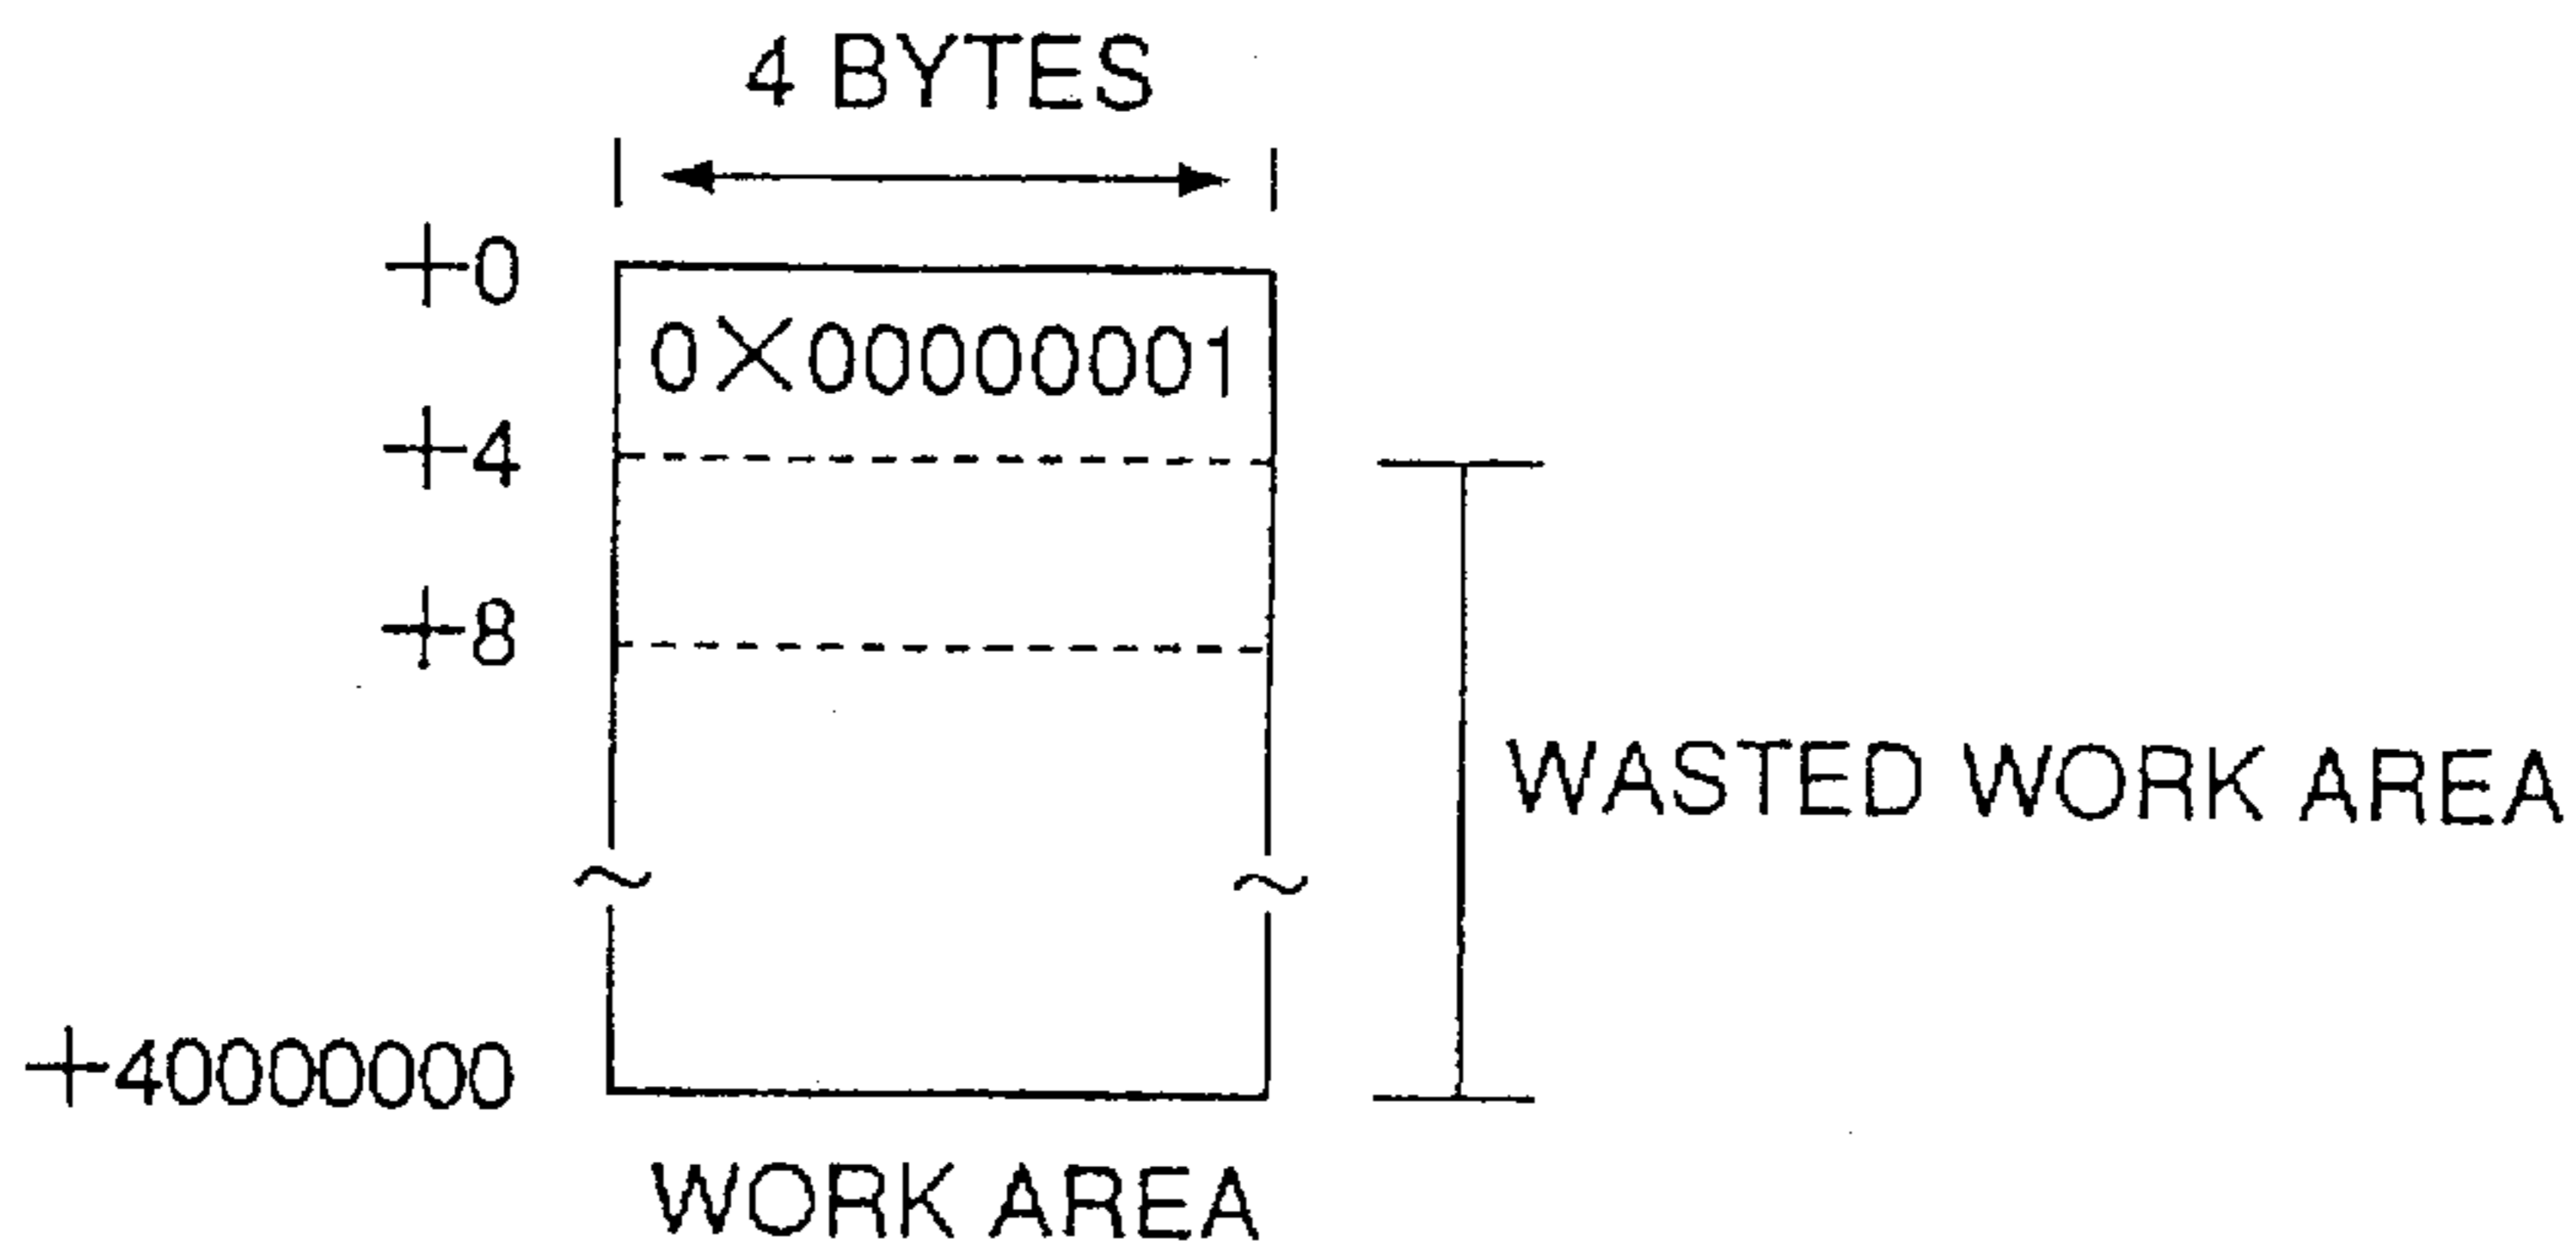 4 BYTES
+0
0X00000001
+4
+8
WASTED WORK AREA
+40000000
WORK AREA